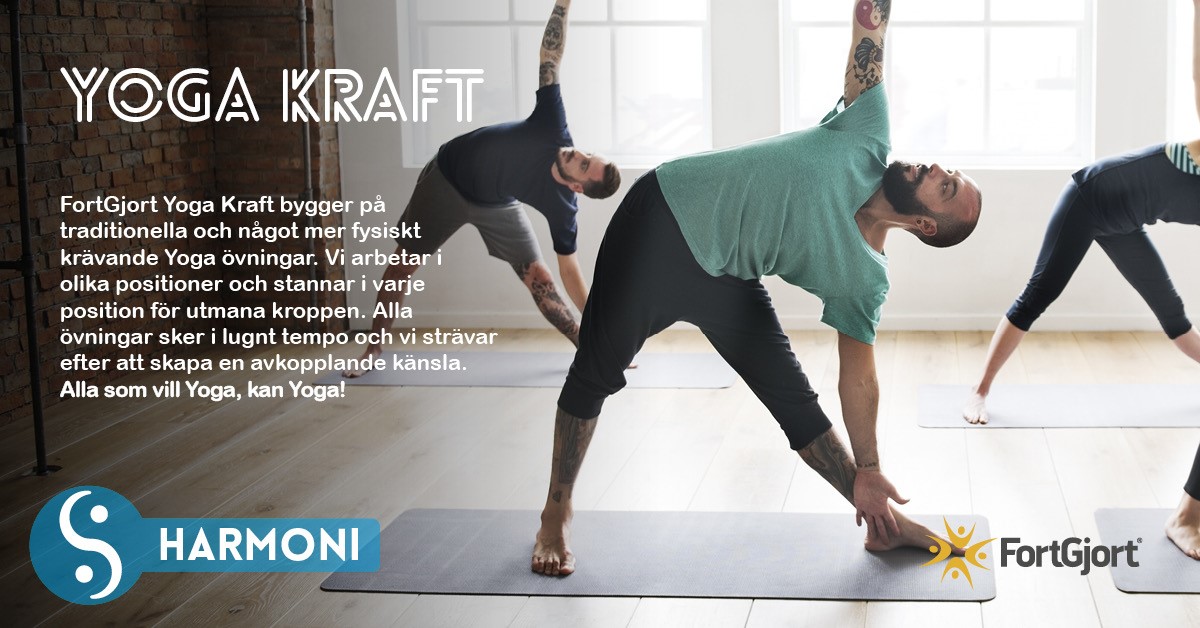 YOGA KRAFT
FortGjort Yoga Kraft bygger på
traditionella och något mer fysiskt
krävande Yoga övningar. Vi arbetar i
olika positioner och stannar i varje
position för utmana kroppen. Alla
övningar sker i lugnt tempo och vi strävar
efter att skapa en avkopplande känsla.
Alla som vill Yoga, kan Yoga!
HARMONI
FortGjort®